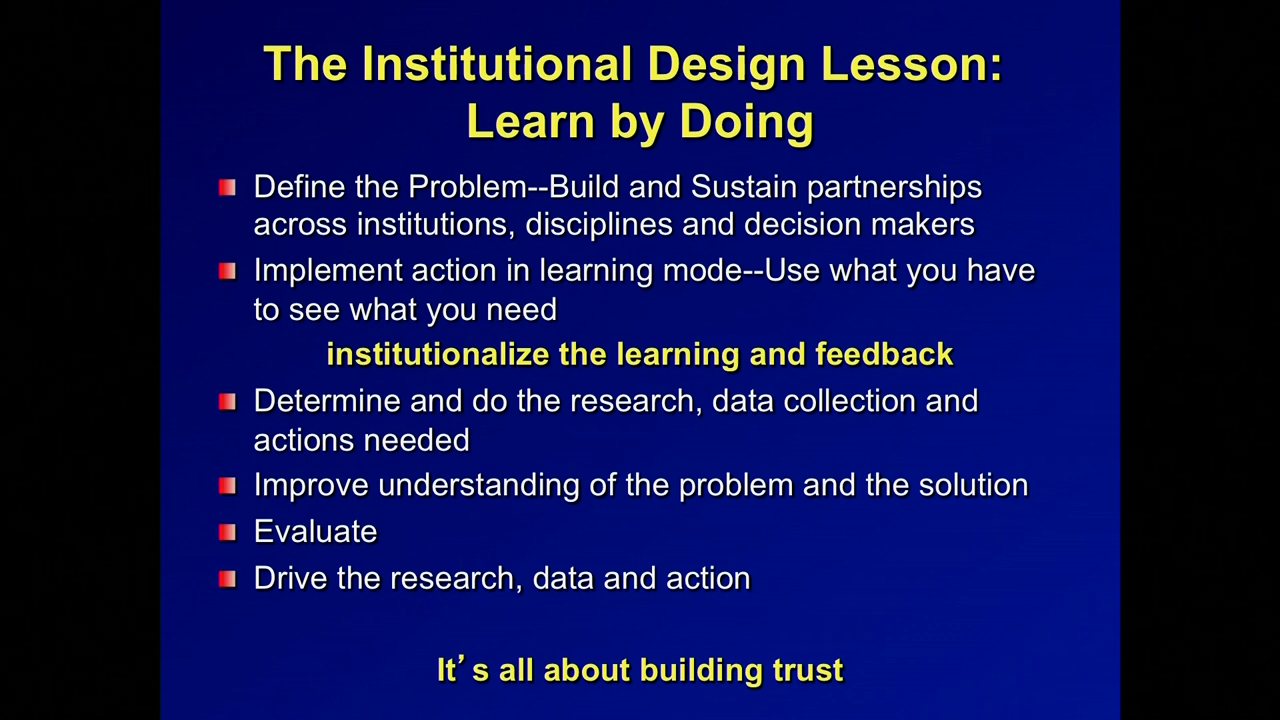 The Institutional Design Lesson:
Learn by Doing
Define the Problem--Build and Sustain partnerships
across institutions, disciplines and decision makers
Implement action in learning mode--Use what you have
to see what you need
institutionalize the learning and feedback
Determine and do the research, data collection and
actions needed
Improve understanding of the problem and the solution
Evaluate
Drive the research, data and action
It’s all about building trust